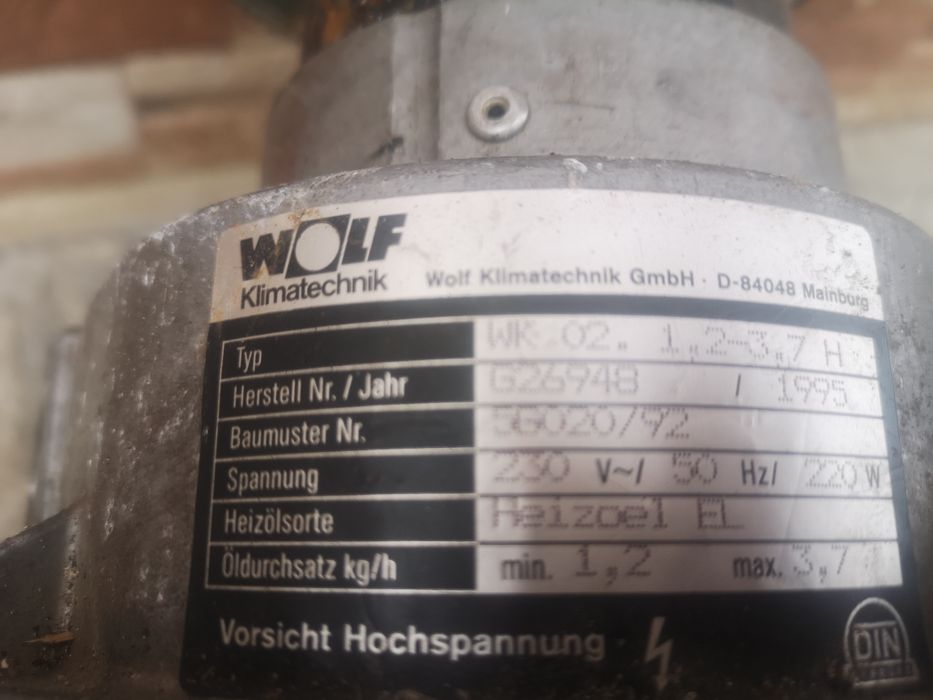 WOLF
Klimatechnik Wolf Klimatechnik GmbH · D-84048 Mainburg
Typ WK 02. 1,2-3,7 H
Herstell Nr. / Jahr G26948 / 1995
Baumuster Nr. 5G020/92
Spannung 230 V~/ 50 Hz/ 220 W
Heizölsorte Heizoel EL
Öldurchsatz kg/h min. 1,2 max. 3,7
Vorsicht Hochspannung
DIN